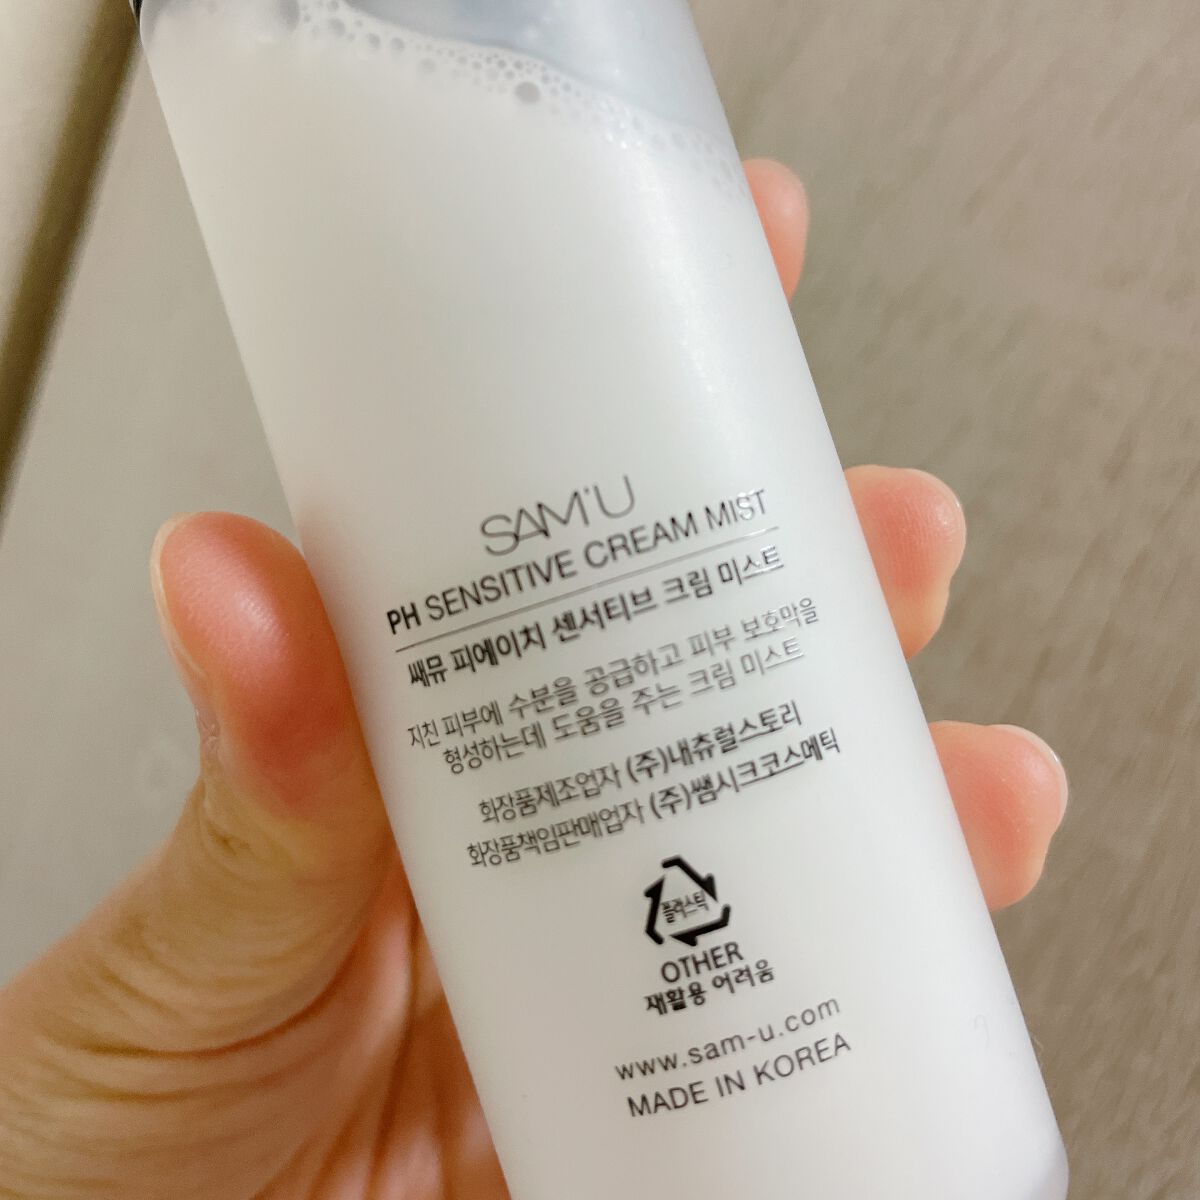 SAM'U
PH SENSITIVE CREAM MIST
쌔뮤 피에이치 센서티브 크림 미스트
지친 피부에 수분을 공급하고 피부 보호막을
형성하는데 도움을 주는 크림 미스트
화장품제조업자 (주)내츄럴스토리
화장품책임판매업자 (주)쌤시크코스메틱
플라스틱
OTHER
재활용 어려움
www.sam-u.com
MADE IN KOREA